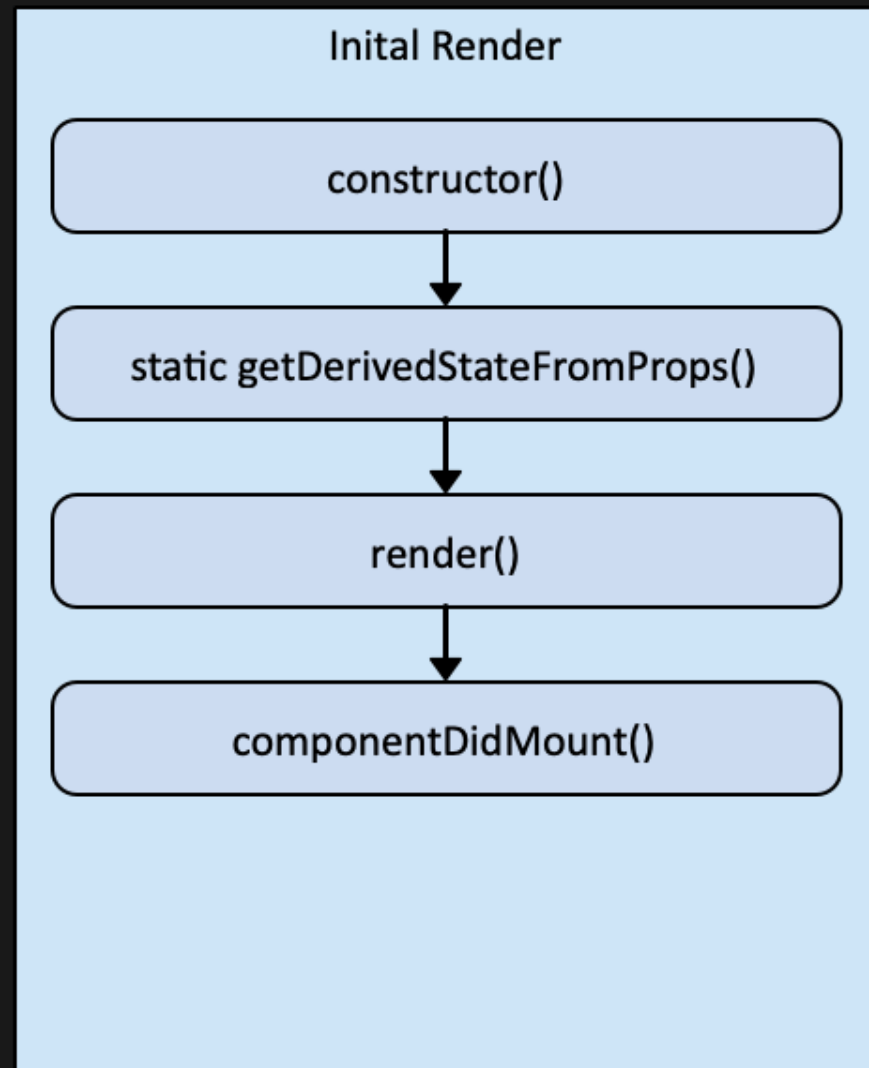 Inital Render
constructor()
static getDerivedStateFromProps()
render()
componentDidMount()